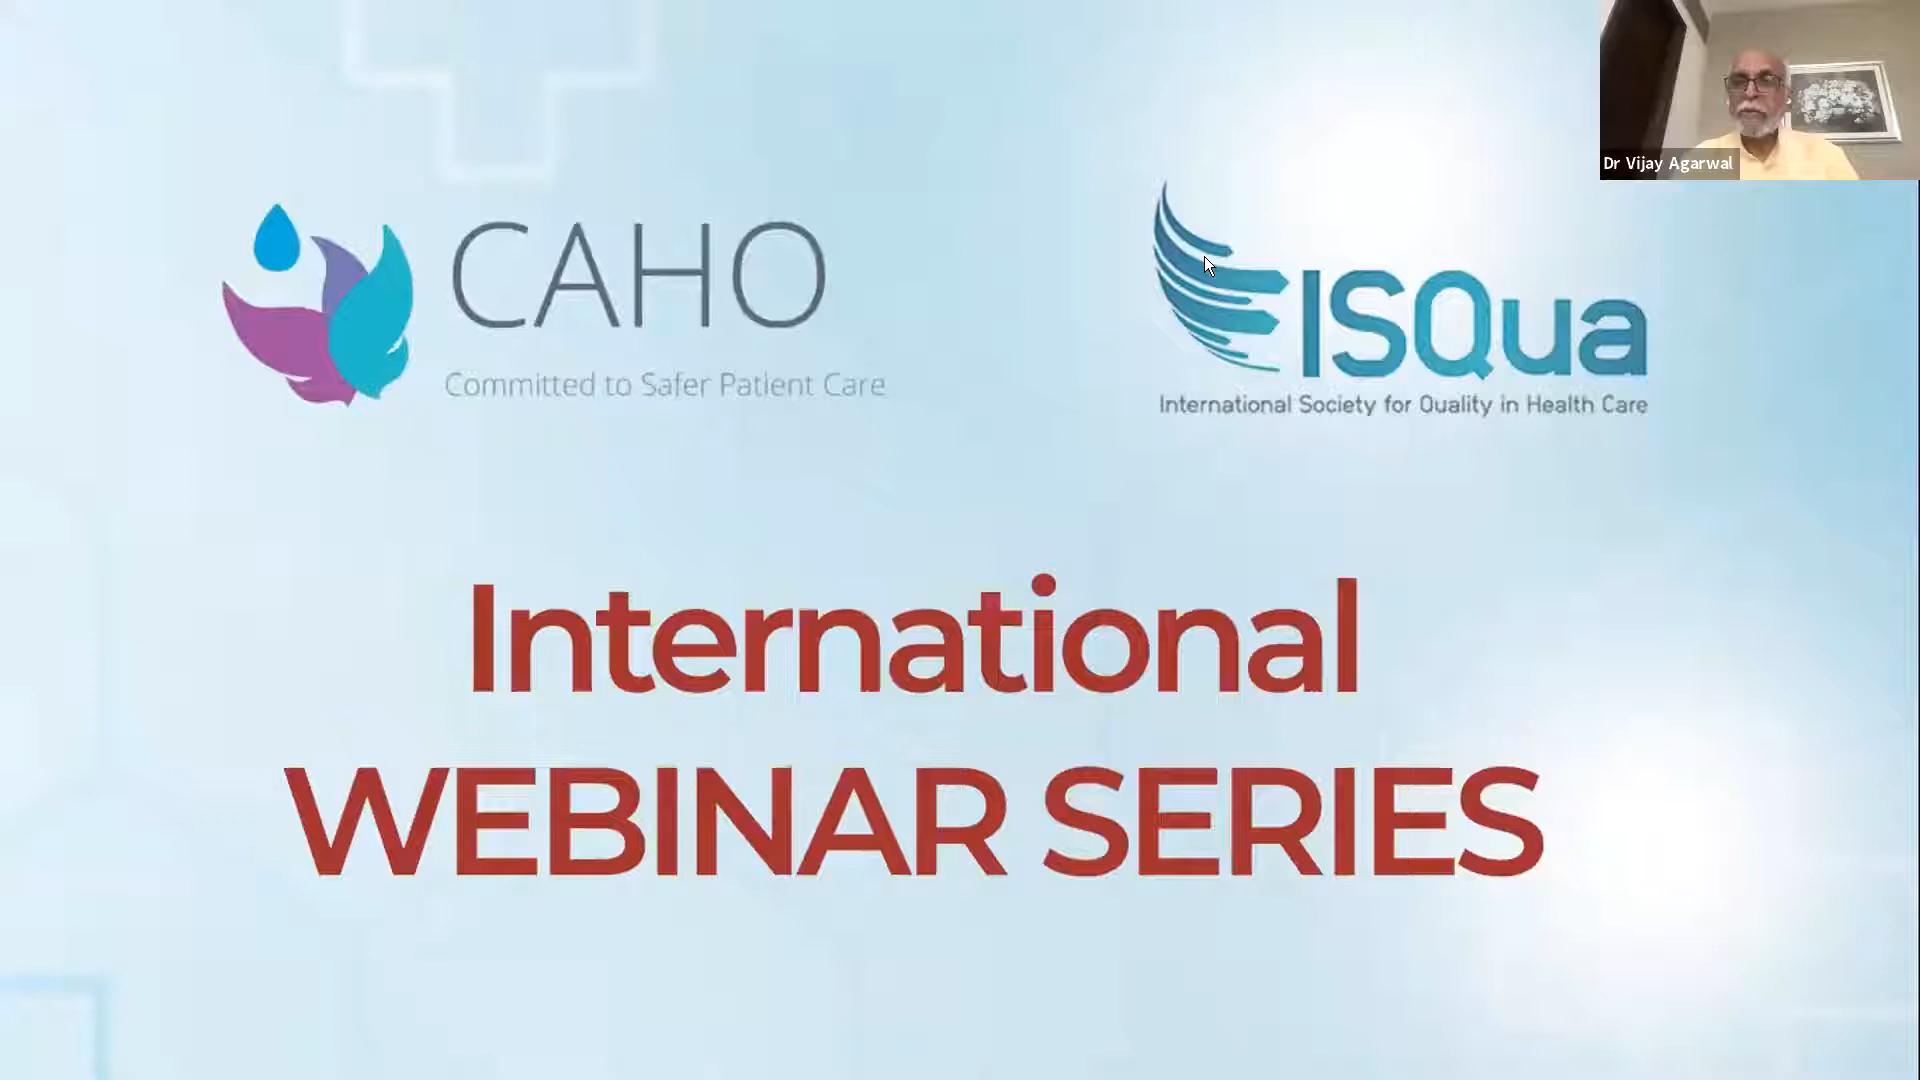 Dr Vijay Agarwal
CAHO
Committed to Safer Patient Care
ISQua
International Society for Quality in Health Care
International
WEBINAR SERIES